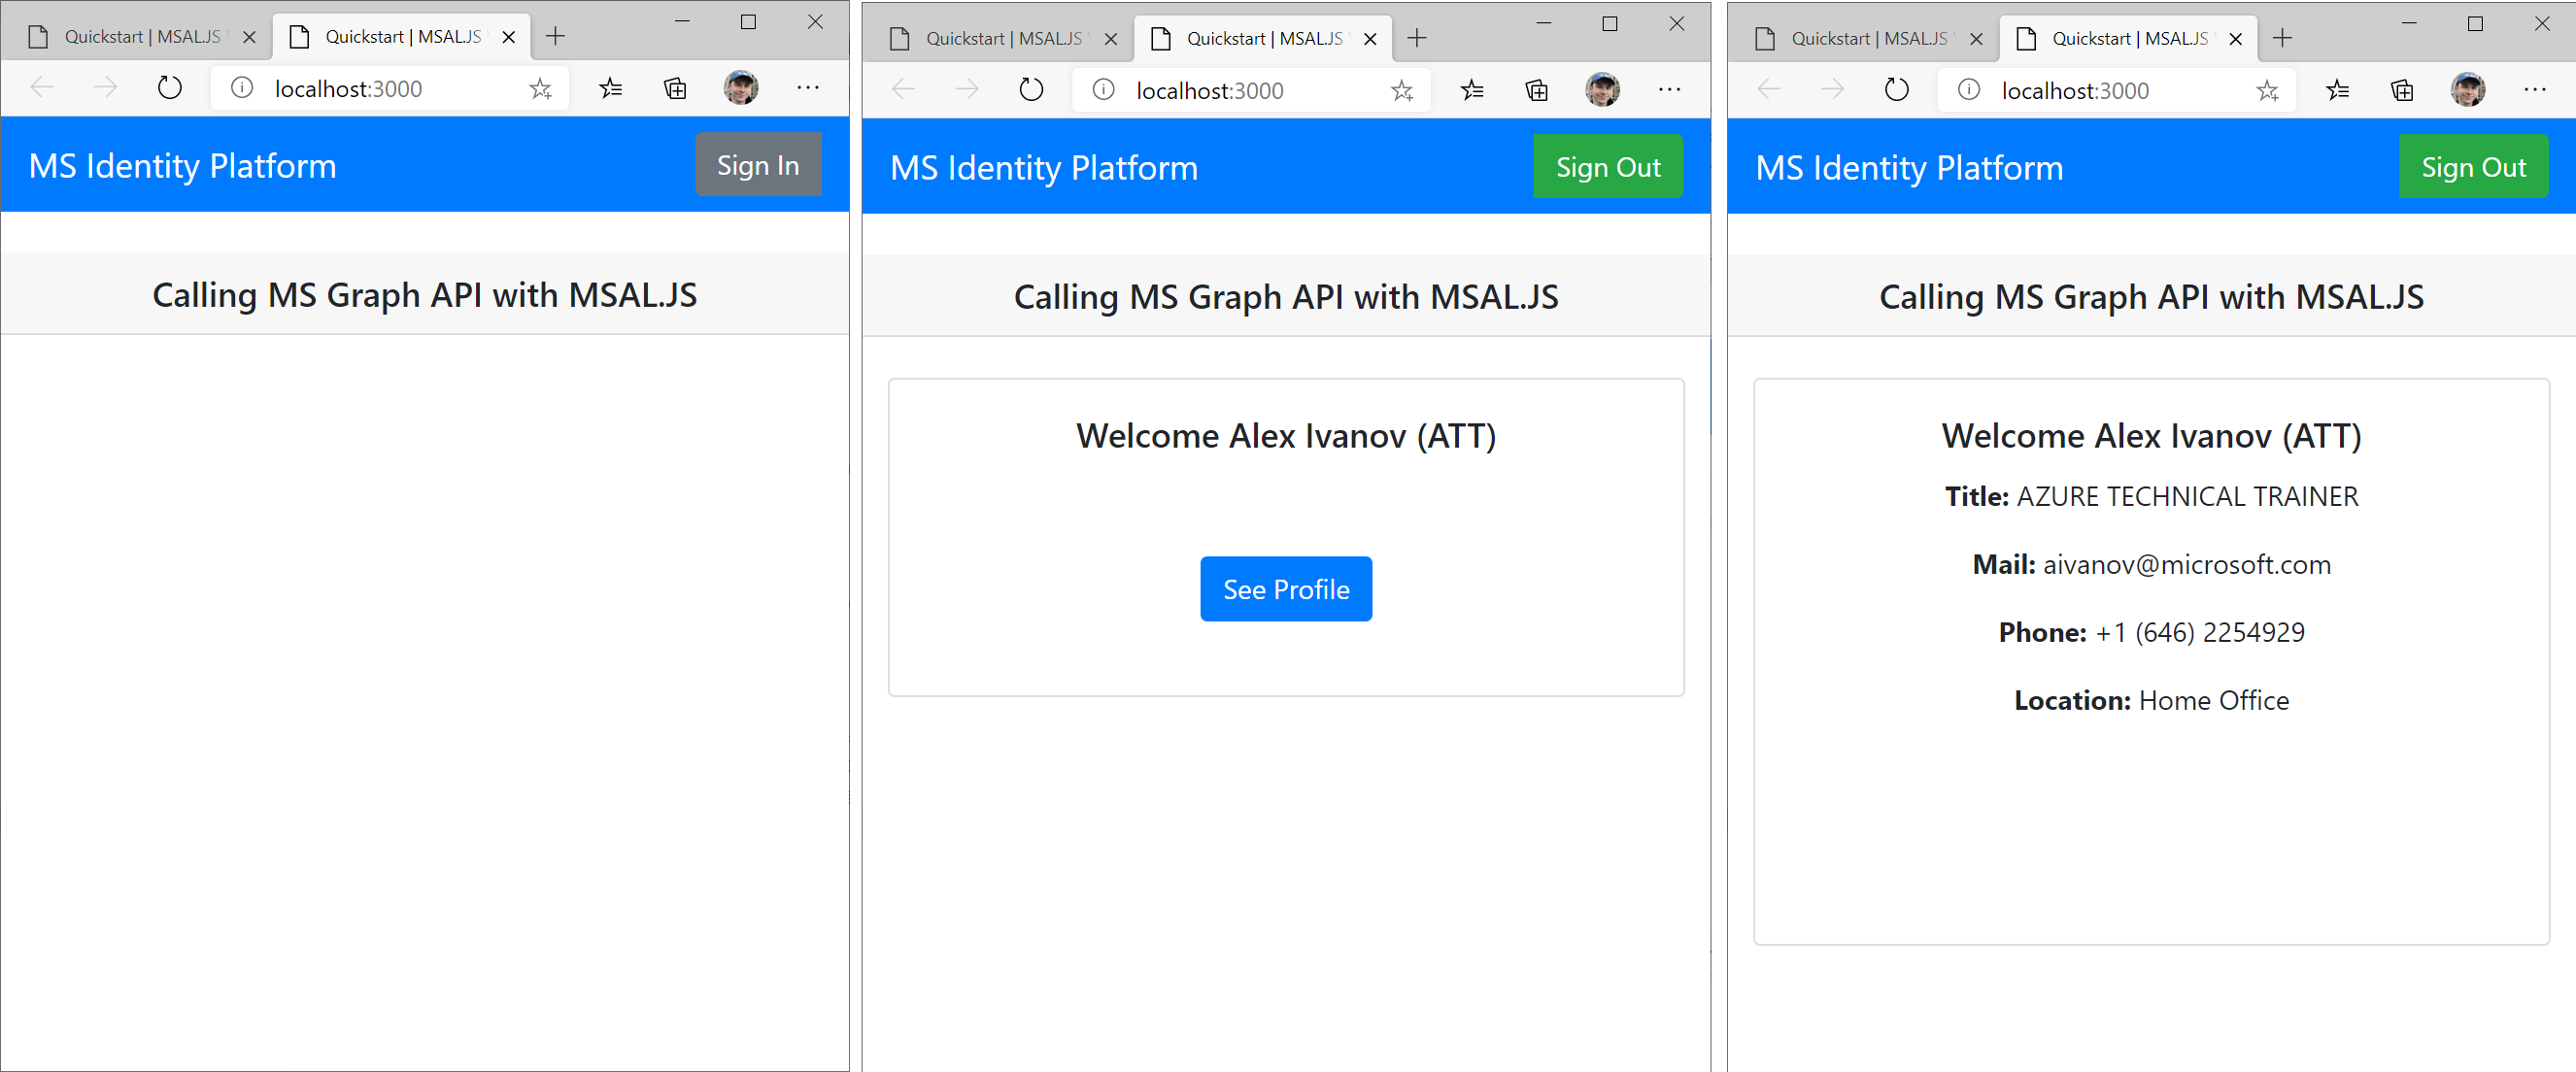 Quickstart | MSAL.JS
Quickstart | MSAL.JS
localhost:3000
MS Identity Platform
Sign In
Calling MS Graph API with MSAL.JS
Quickstart | MSAL.JS
Quickstart | MSAL.JS
localhost:3000
MS Identity Platform
Sign Out
Calling MS Graph API with MSAL.JS
Welcome Alex Ivanov (ATT)
See Profile
Quickstart | MSAL.JS
Quickstart | MSAL.JS
localhost:3000
MS Identity Platform
Sign Out
Calling MS Graph API with MSAL.JS
Welcome Alex Ivanov (ATT)
Title: AZURE TECHNICAL TRAINER
Mail: aivanov@microsoft.com
Phone: +1 (646) 2254929
Location: Home Office